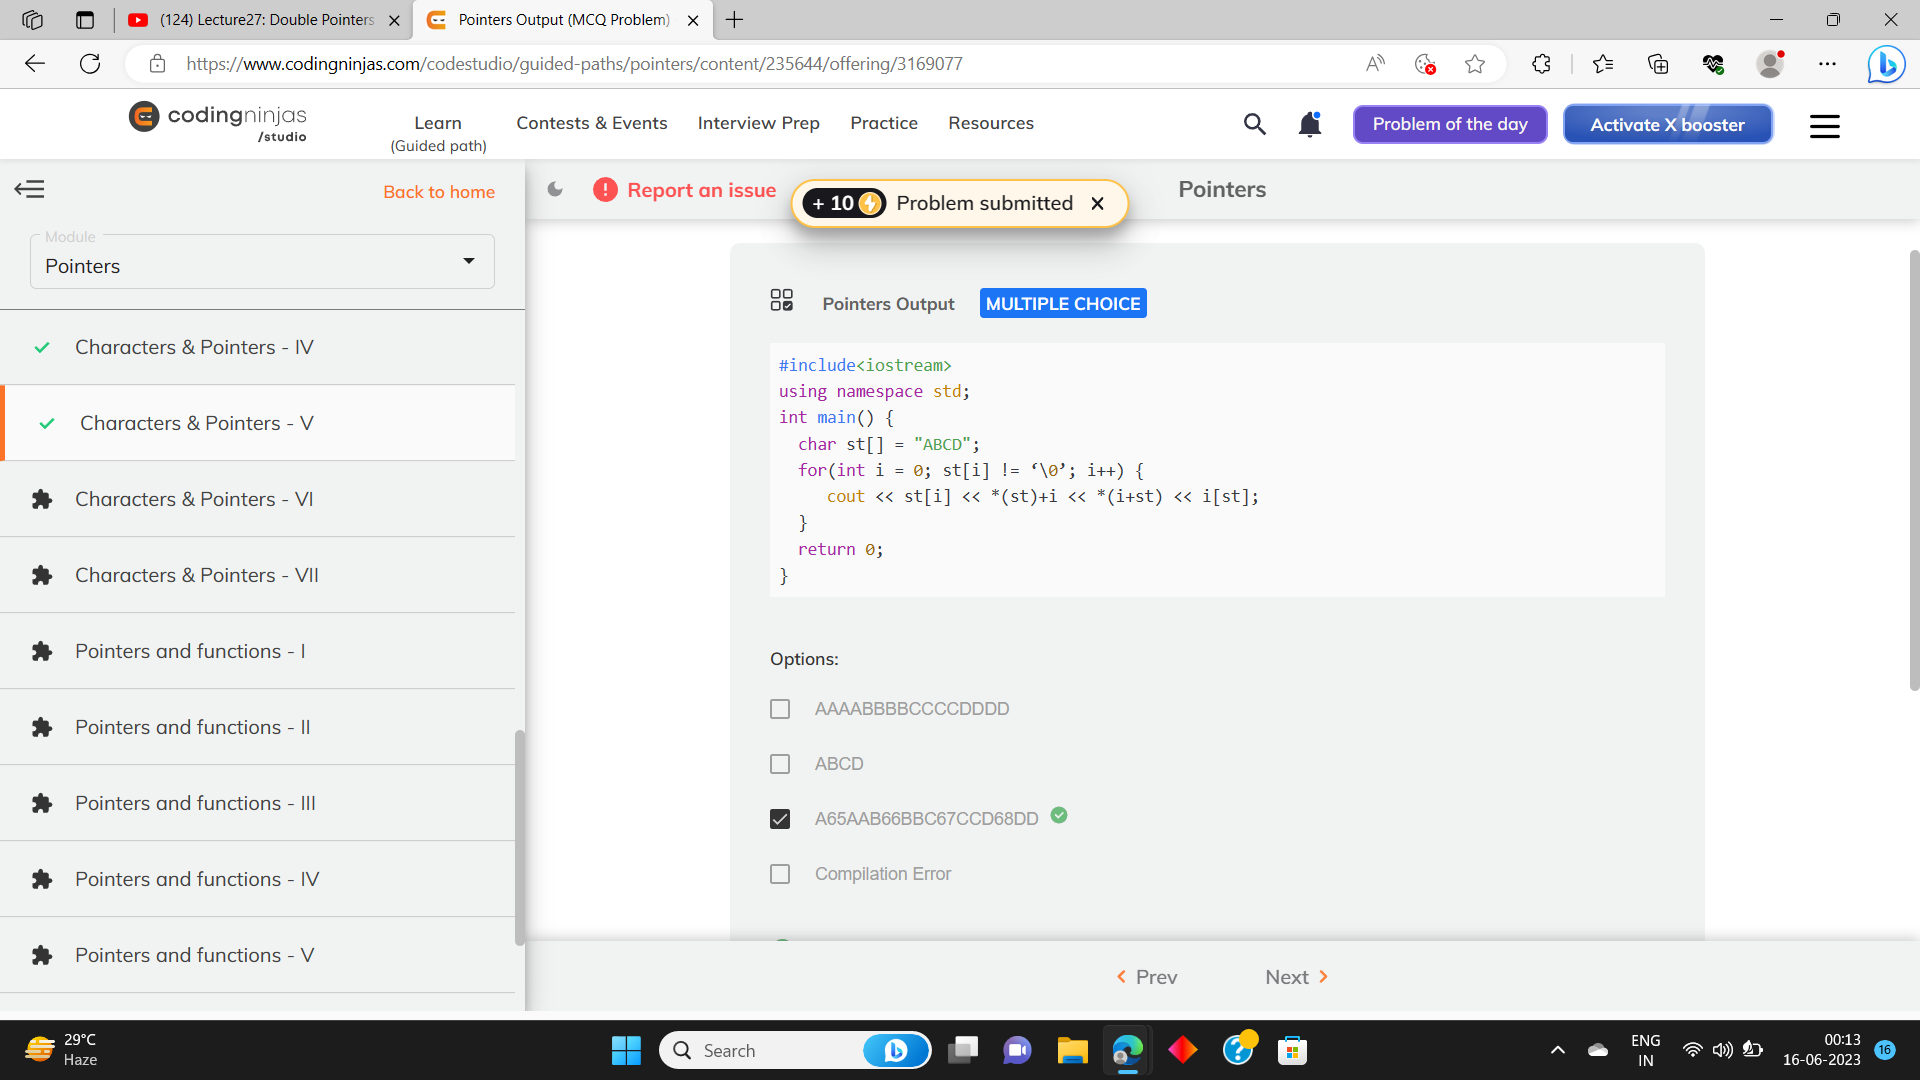 (124) Lecture27: Double Pointers
Pointers Output (MCQ Problem)
https://www.codingninjas.com/codestudio/guided-paths/pointers/content/235644/offering/3169077
codingninjas
/studio
Learn
(Guided path)
Contests & Events
Interview Prep
Practice
Resources
Problem of the day
Activate X booster
Back to home
Report an issue
+ 10
Problem submitted
Pointers
Module
Pointers
Characters & Pointers - IV
Characters & Pointers - V
Characters & Pointers - VI
Characters & Pointers - VII
Pointers and functions - I
Pointers and functions - II
Pointers and functions - III
Pointers and functions - IV
Pointers and functions - V
Pointers Output
MULTIPLE CHOICE
#include<iostream>
using namespace std;
int main() {
char st[] = "ABCD";
for(int i = 0; st[i] != ‘\0’; i++) {
cout << st[i] << *(st)+i << *(i+st) << i[st];
}
return 0;
}
Options:
AAAABBBBCCCCDDDD
ABCD
A65AAB66BBC67CCD68DD
Compilation Error
Prev
Next
29°C
Haze
Search
ENG
IN
00:13
16-06-2023
16